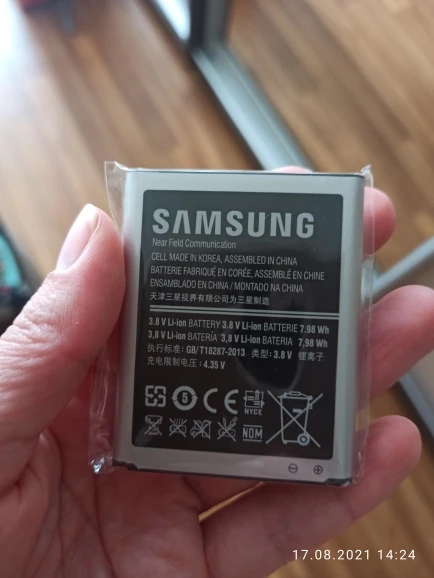 SAMSUNG
Near Field Communication
CELL MADE IN KOREA, ASSEMBLED IN CHINA
BATTERIE FABRIQUÉ EN CORÉE, ASSEMBLÉ EN CHINE
ENSAMBLADO EN CHINA / MONTADO NA CHINA
天津三星视界有限公司为三星制造
3.8 V Li-ion BATTERY 3.8 V Li-ion BATTERIE 7.98 Wh
3,8 V Li-ion BATERÍA 3,8 V Li-ion BATERIA 7,98 Wh
执行标准: GB/T18287-2013 类型: 3.8 V 锂离子
充电限制电压: 4.35 V
5 CE NYCE
NOM
⊖ ⊕
17.08.2021 14:24